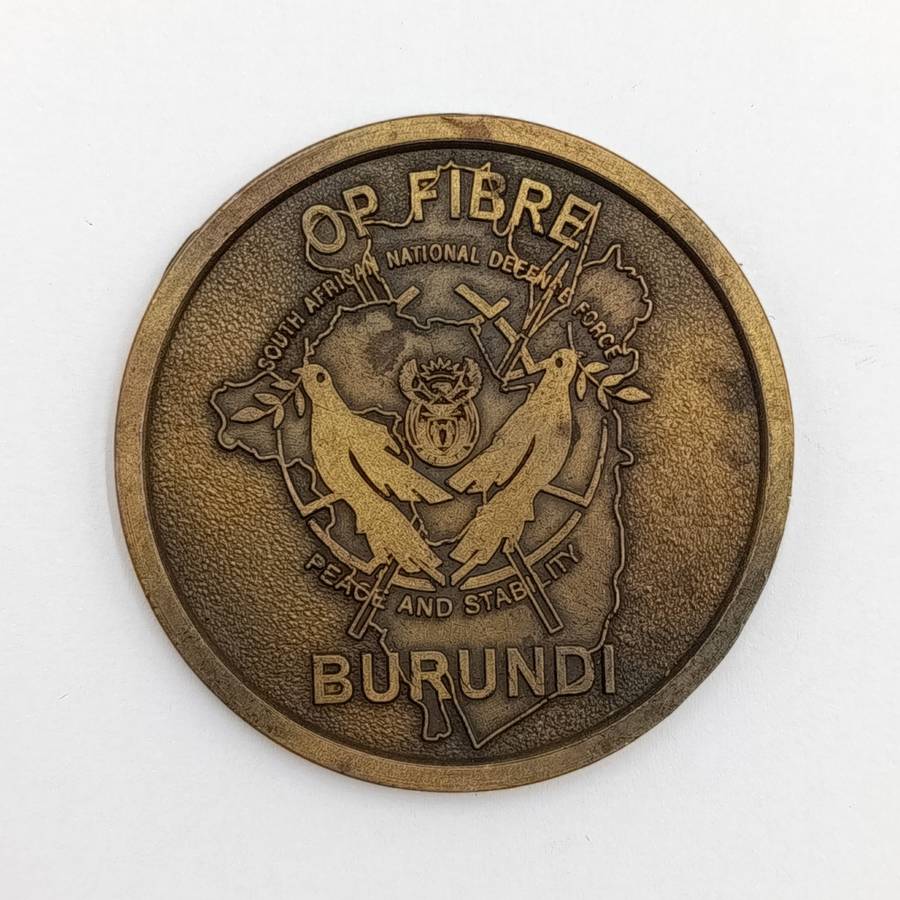 OP FIBRE
SOUTH AFRICAN NATIONAL DEFENCE FORCE
PEACE AND STABILITY
BURUNDI